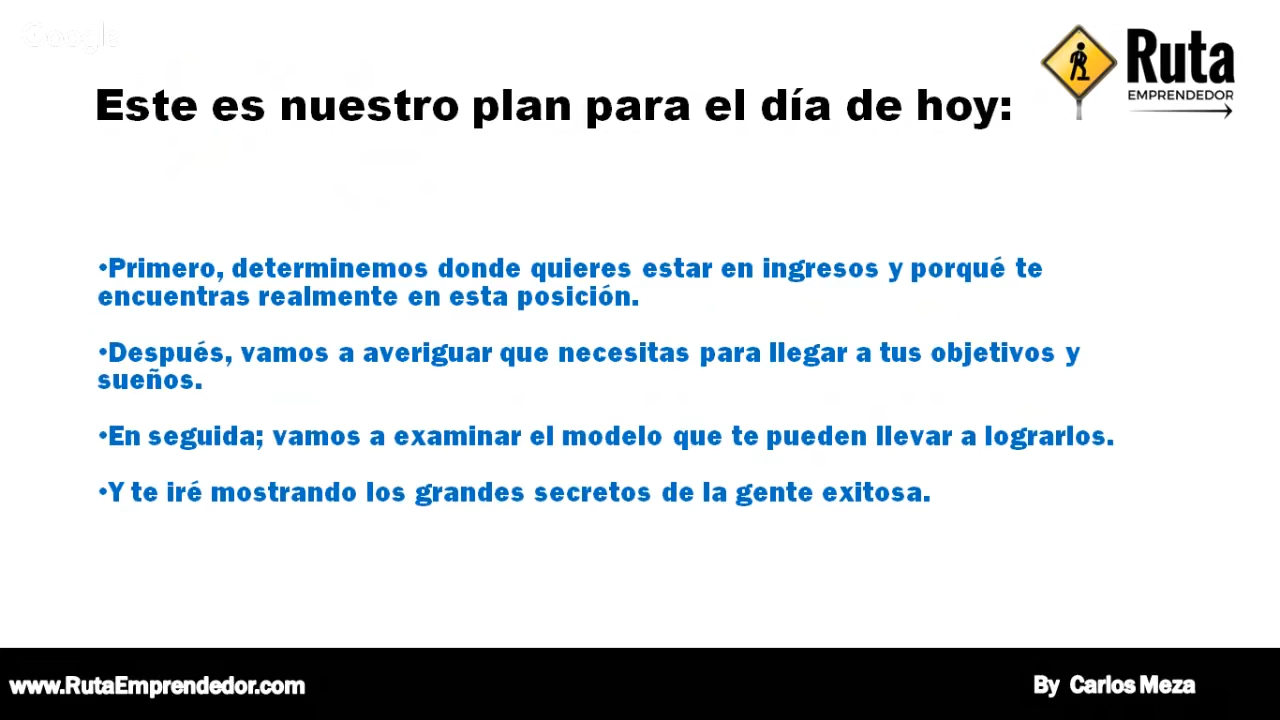 Google
Ruta
EMPRENDEDOR
Este es nuestro plan para el día de hoy:
•Primero, determinemos donde quieres estar en ingresos y porqué te
encuentras realmente en esta posición.
•Después, vamos a averiguar que necesitas para llegar a tus objetivos y
sueños.
•En seguida; vamos a examinar el modelo que te pueden llevar a lograrlos.
•Y te iré mostrando los grandes secretos de la gente exitosa.
www.RutaEmprendedor.com
By Carlos Meza